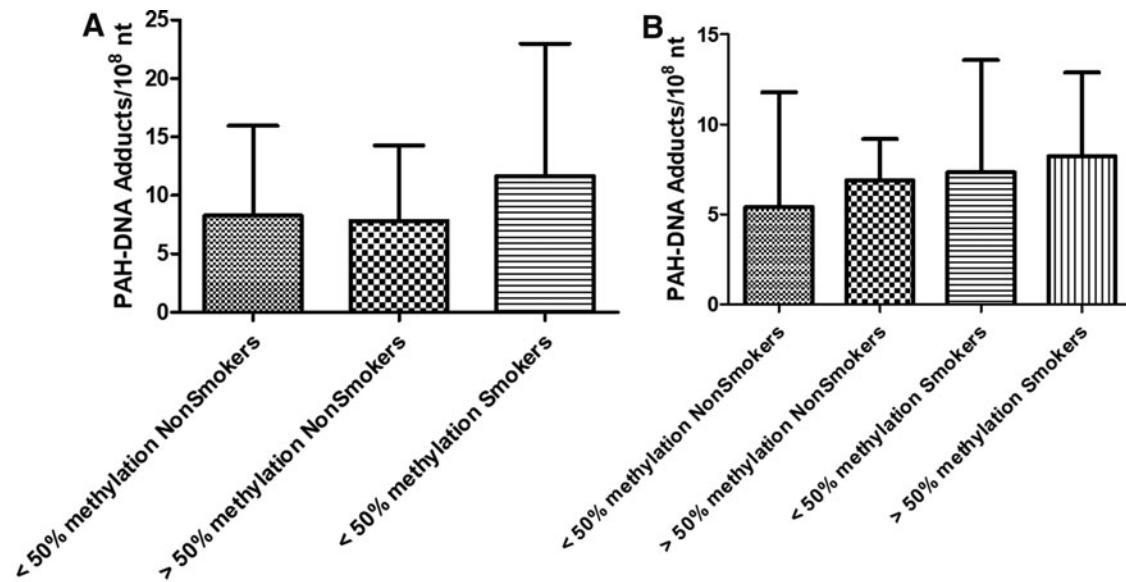 A
PAH-DNA Adducts/10⁸ nt
25
20
15
10
5
0
< 50% methylation NonSmokers
> 50% methylation NonSmokers
< 50% methylation Smokers
B
PAH-DNA Adducts/10⁸ nt
15
10
5
0
< 50% methylation NonSmokers
> 50% methylation NonSmokers
< 50% methylation Smokers
> 50% methylation Smokers